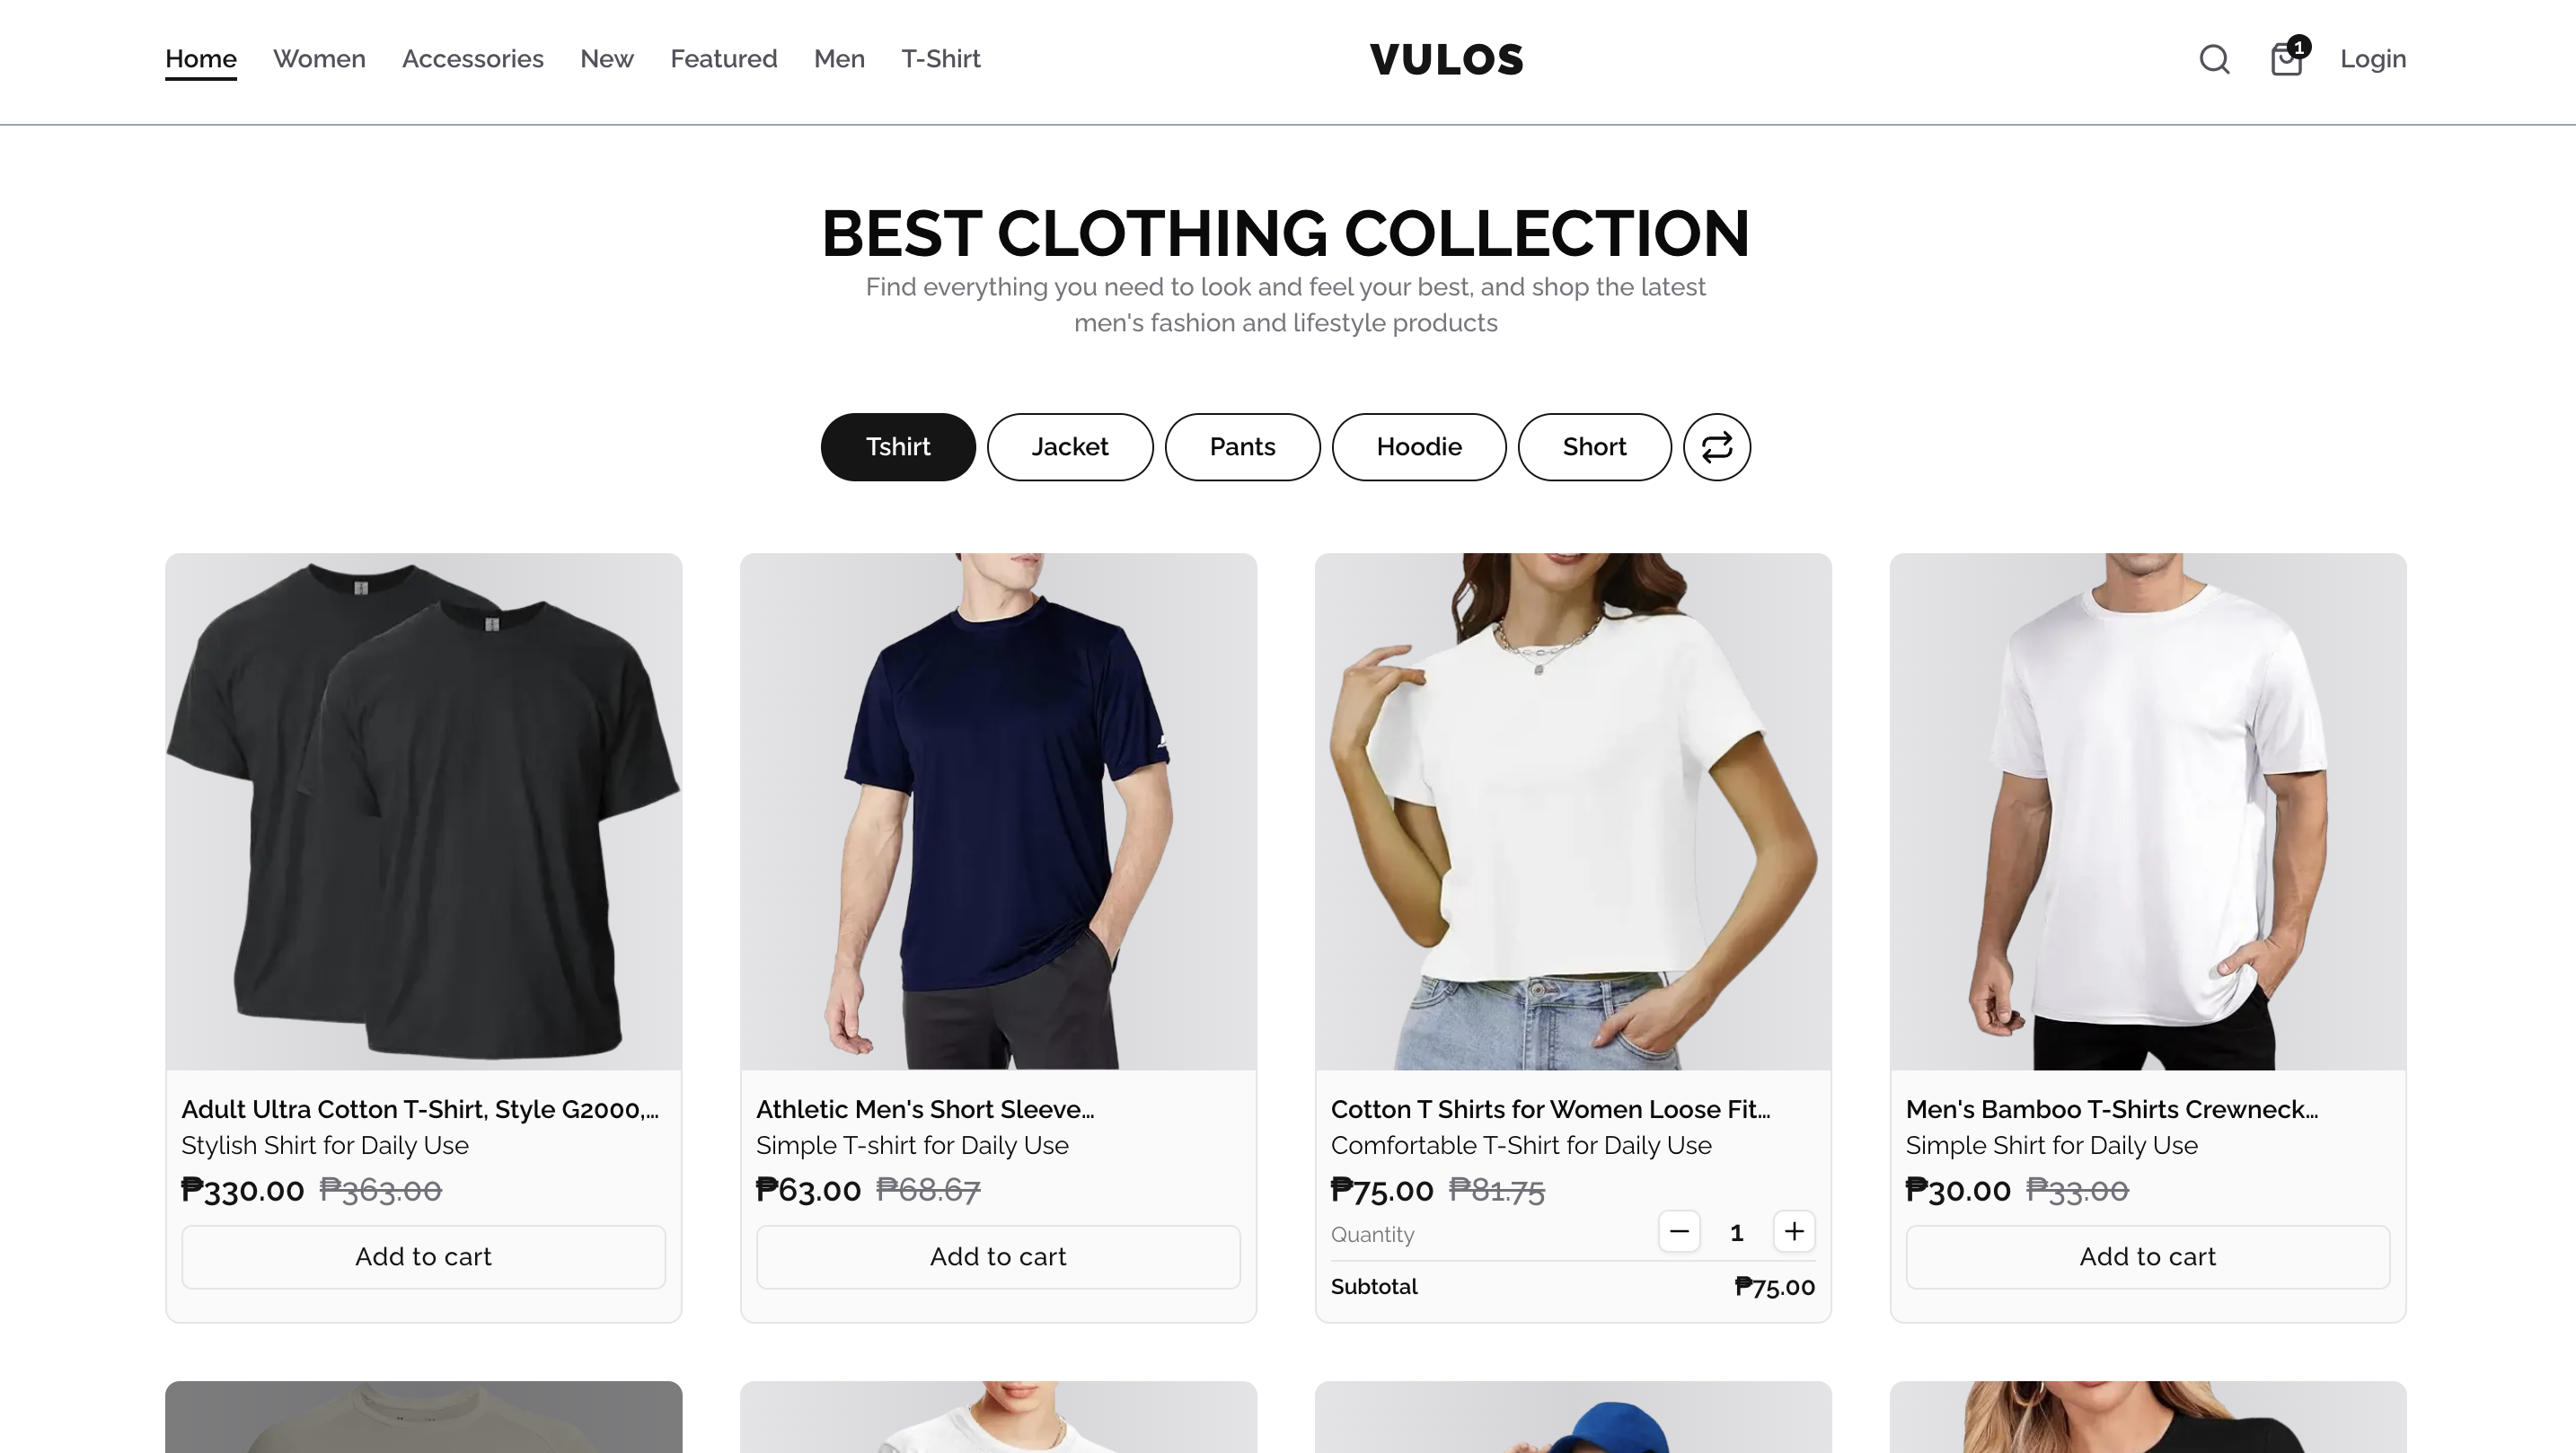 Home Women Accessories New Featured Men T-Shirt VULOS 1 Login
BEST CLOTHING COLLECTION
Find everything you need to look and feel your best, and shop the latest
men's fashion and lifestyle products
Tshirt Jacket Pants Hoodie Short
Adult Ultra Cotton T-Shirt, Style G2000,...
Stylish Shirt for Daily Use
₱330.00 ₱363.00
Add to cart
Athletic Men's Short Sleeve...
Simple T-shirt for Daily Use
₱63.00 ₱68.67
Add to cart
Cotton T Shirts for Women Loose Fit...
Comfortable T-Shirt for Daily Use
₱75.00 ₱81.75
Quantity 1
Subtotal ₱75.00
Men's Bamboo T-Shirts Crewneck...
Simple Shirt for Daily Use
₱30.00 ₱33.00
Add to cart